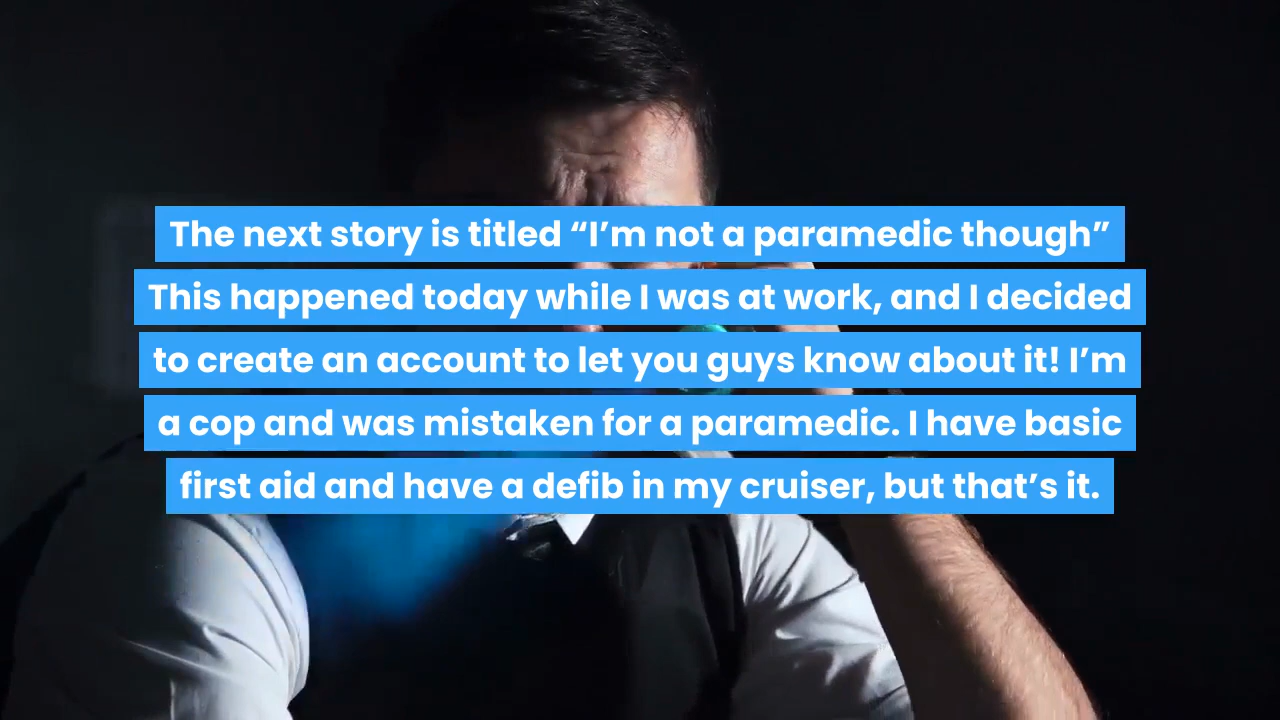 The next story is titled “I’m not a paramedic though”
This happened today while I was at work, and I decided
to create an account to let you guys know about it! I’m
a cop and was mistaken for a paramedic. I have basic
first aid and have a defib in my cruiser, but that’s it.